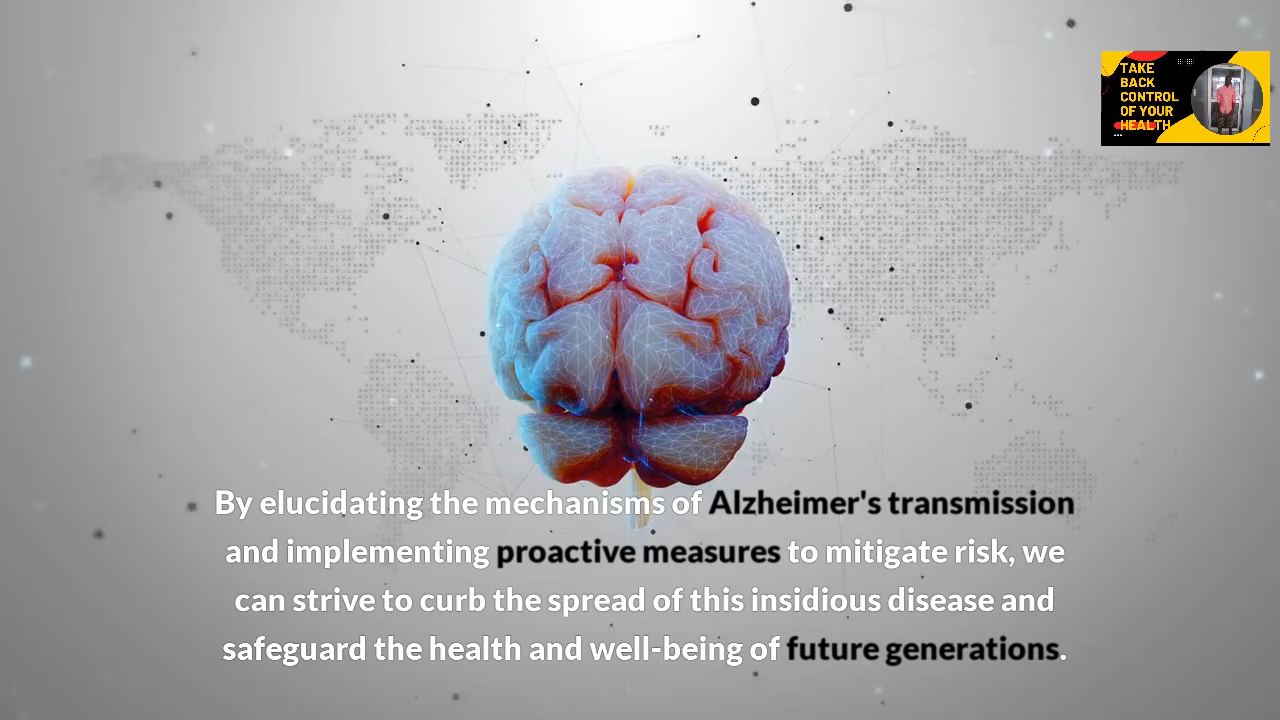 TAKE
BACK
CONTROL
OF YOUR
HEALTH
By elucidating the mechanisms of Alzheimer's transmission
and implementing proactive measures to mitigate risk, we
can strive to curb the spread of this insidious disease and
safeguard the health and well-being of future generations.